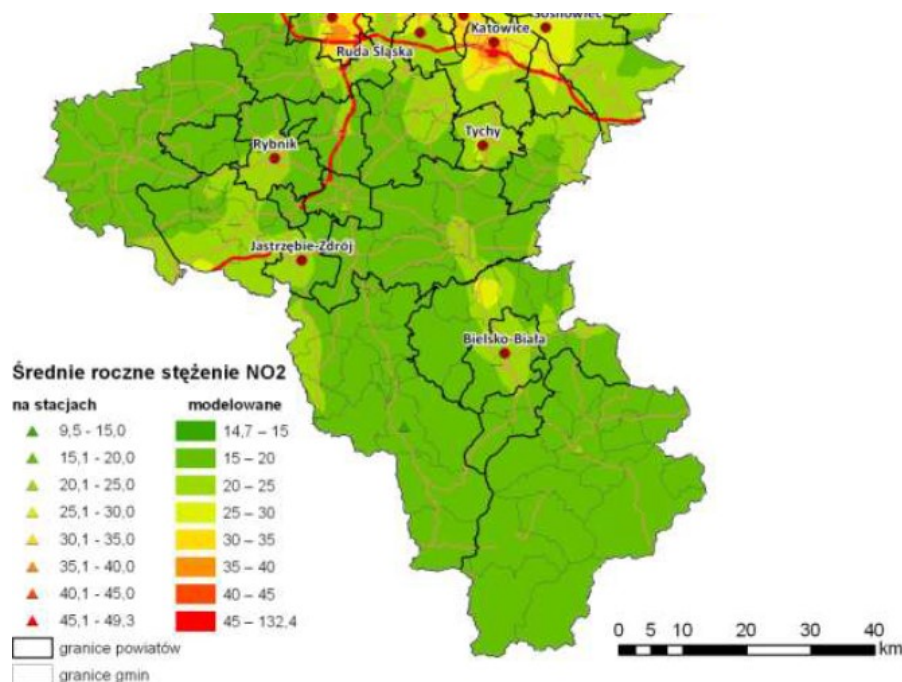 Sosnowiec
Katowice
Ruda Śląska
Tychy
Rybnik
Jastrzębie-Zdrój
Bielsko-Biała
Średnie roczne stężenie NO2
na stacjach modelowane
9,5 - 15,0 14,7 – 15
15,1 - 20,0 15 – 20
20,1 - 25,0 20 – 25
25,1 - 30,0 25 – 30
30,1 - 35,0 30 – 35
35,1 - 40,0 35 – 40
40,1 - 45,0 40 – 45
45,1 - 49,3 45 – 132,4
granice powiatów
granice gmin
0 5 10 20 30 40
km